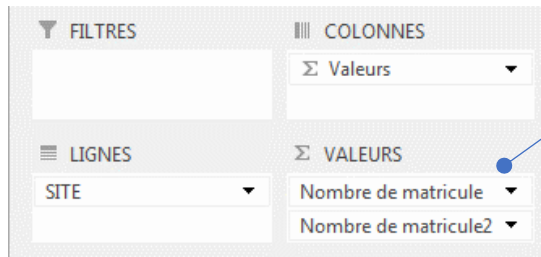 FILTRES
COLONNES
Σ Valeurs
LIGNES
Σ VALEURS
SITE
Nombre de matricule
Nombre de matricule2